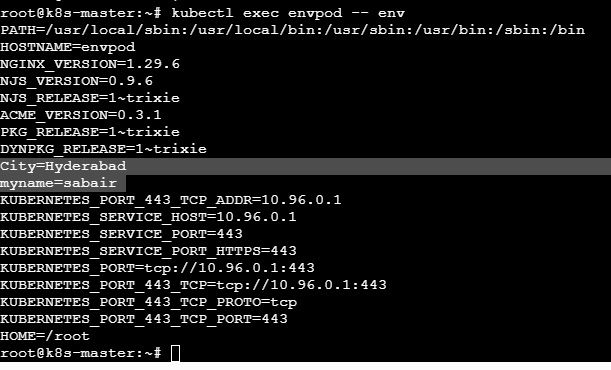 root@k8s-master:~# kubectl exec envpod -- env
PATH=/usr/local/sbin:/usr/local/bin:/usr/sbin:/usr/bin:/sbin:/bin
HOSTNAME=envpod
NGINX_VERSION=1.29.6
NJS_VERSION=0.9.6
NJS_RELEASE=1~trixie
ACME_VERSION=0.3.1
PKG_RELEASE=1~trixie
DYNPKG_RELEASE=1~trixie
City=Hyderabad
myname=sabair
KUBERNETES_PORT_443_TCP_ADDR=10.96.0.1
KUBERNETES_SERVICE_HOST=10.96.0.1
KUBERNETES_SERVICE_PORT=443
KUBERNETES_SERVICE_PORT_HTTPS=443
KUBERNETES_PORT=tcp://10.96.0.1:443
KUBERNETES_PORT_443_TCP=tcp://10.96.0.1:443
KUBERNETES_PORT_443_TCP_PROTO=tcp
KUBERNETES_PORT_443_TCP_PORT=443
HOME=/root
root@k8s-master:~#